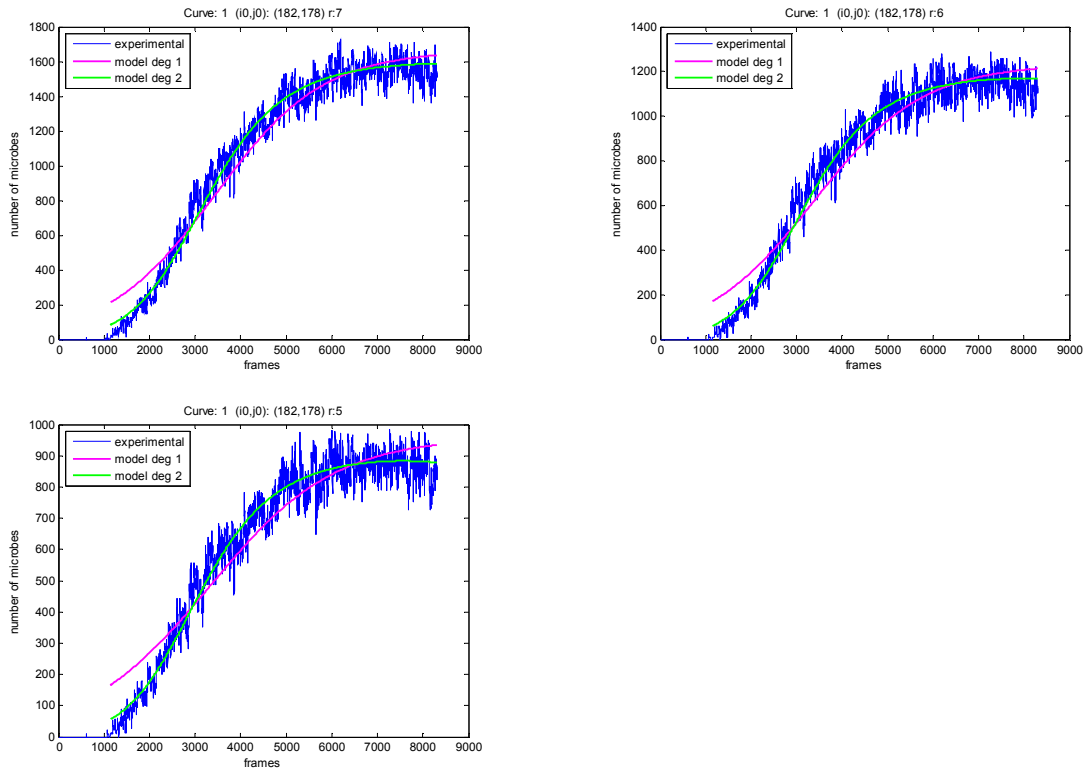 Curve: 1 (i0,j0): (182,178) r:7
1800
1600
1400
1200
1000
800
600
400
200
0
number of microbes
experimental
model deg 1
model deg 2
0 1000 2000 3000 4000 5000 6000 7000 8000 9000
frames
Curve: 1 (i0,j0): (182,178) r:6
1400
1200
1000
800
600
400
200
0
number of microbes
experimental
model deg 1
model deg 2
0 1000 2000 3000 4000 5000 6000 7000 8000 9000
frames
Curve: 1 (i0,j0): (182,178) r:5
1000
900
800
700
600
500
400
300
200
100
0
number of microbes
experimental
model deg 1
model deg 2
0 1000 2000 3000 4000 5000 6000 7000 8000 9000
frames